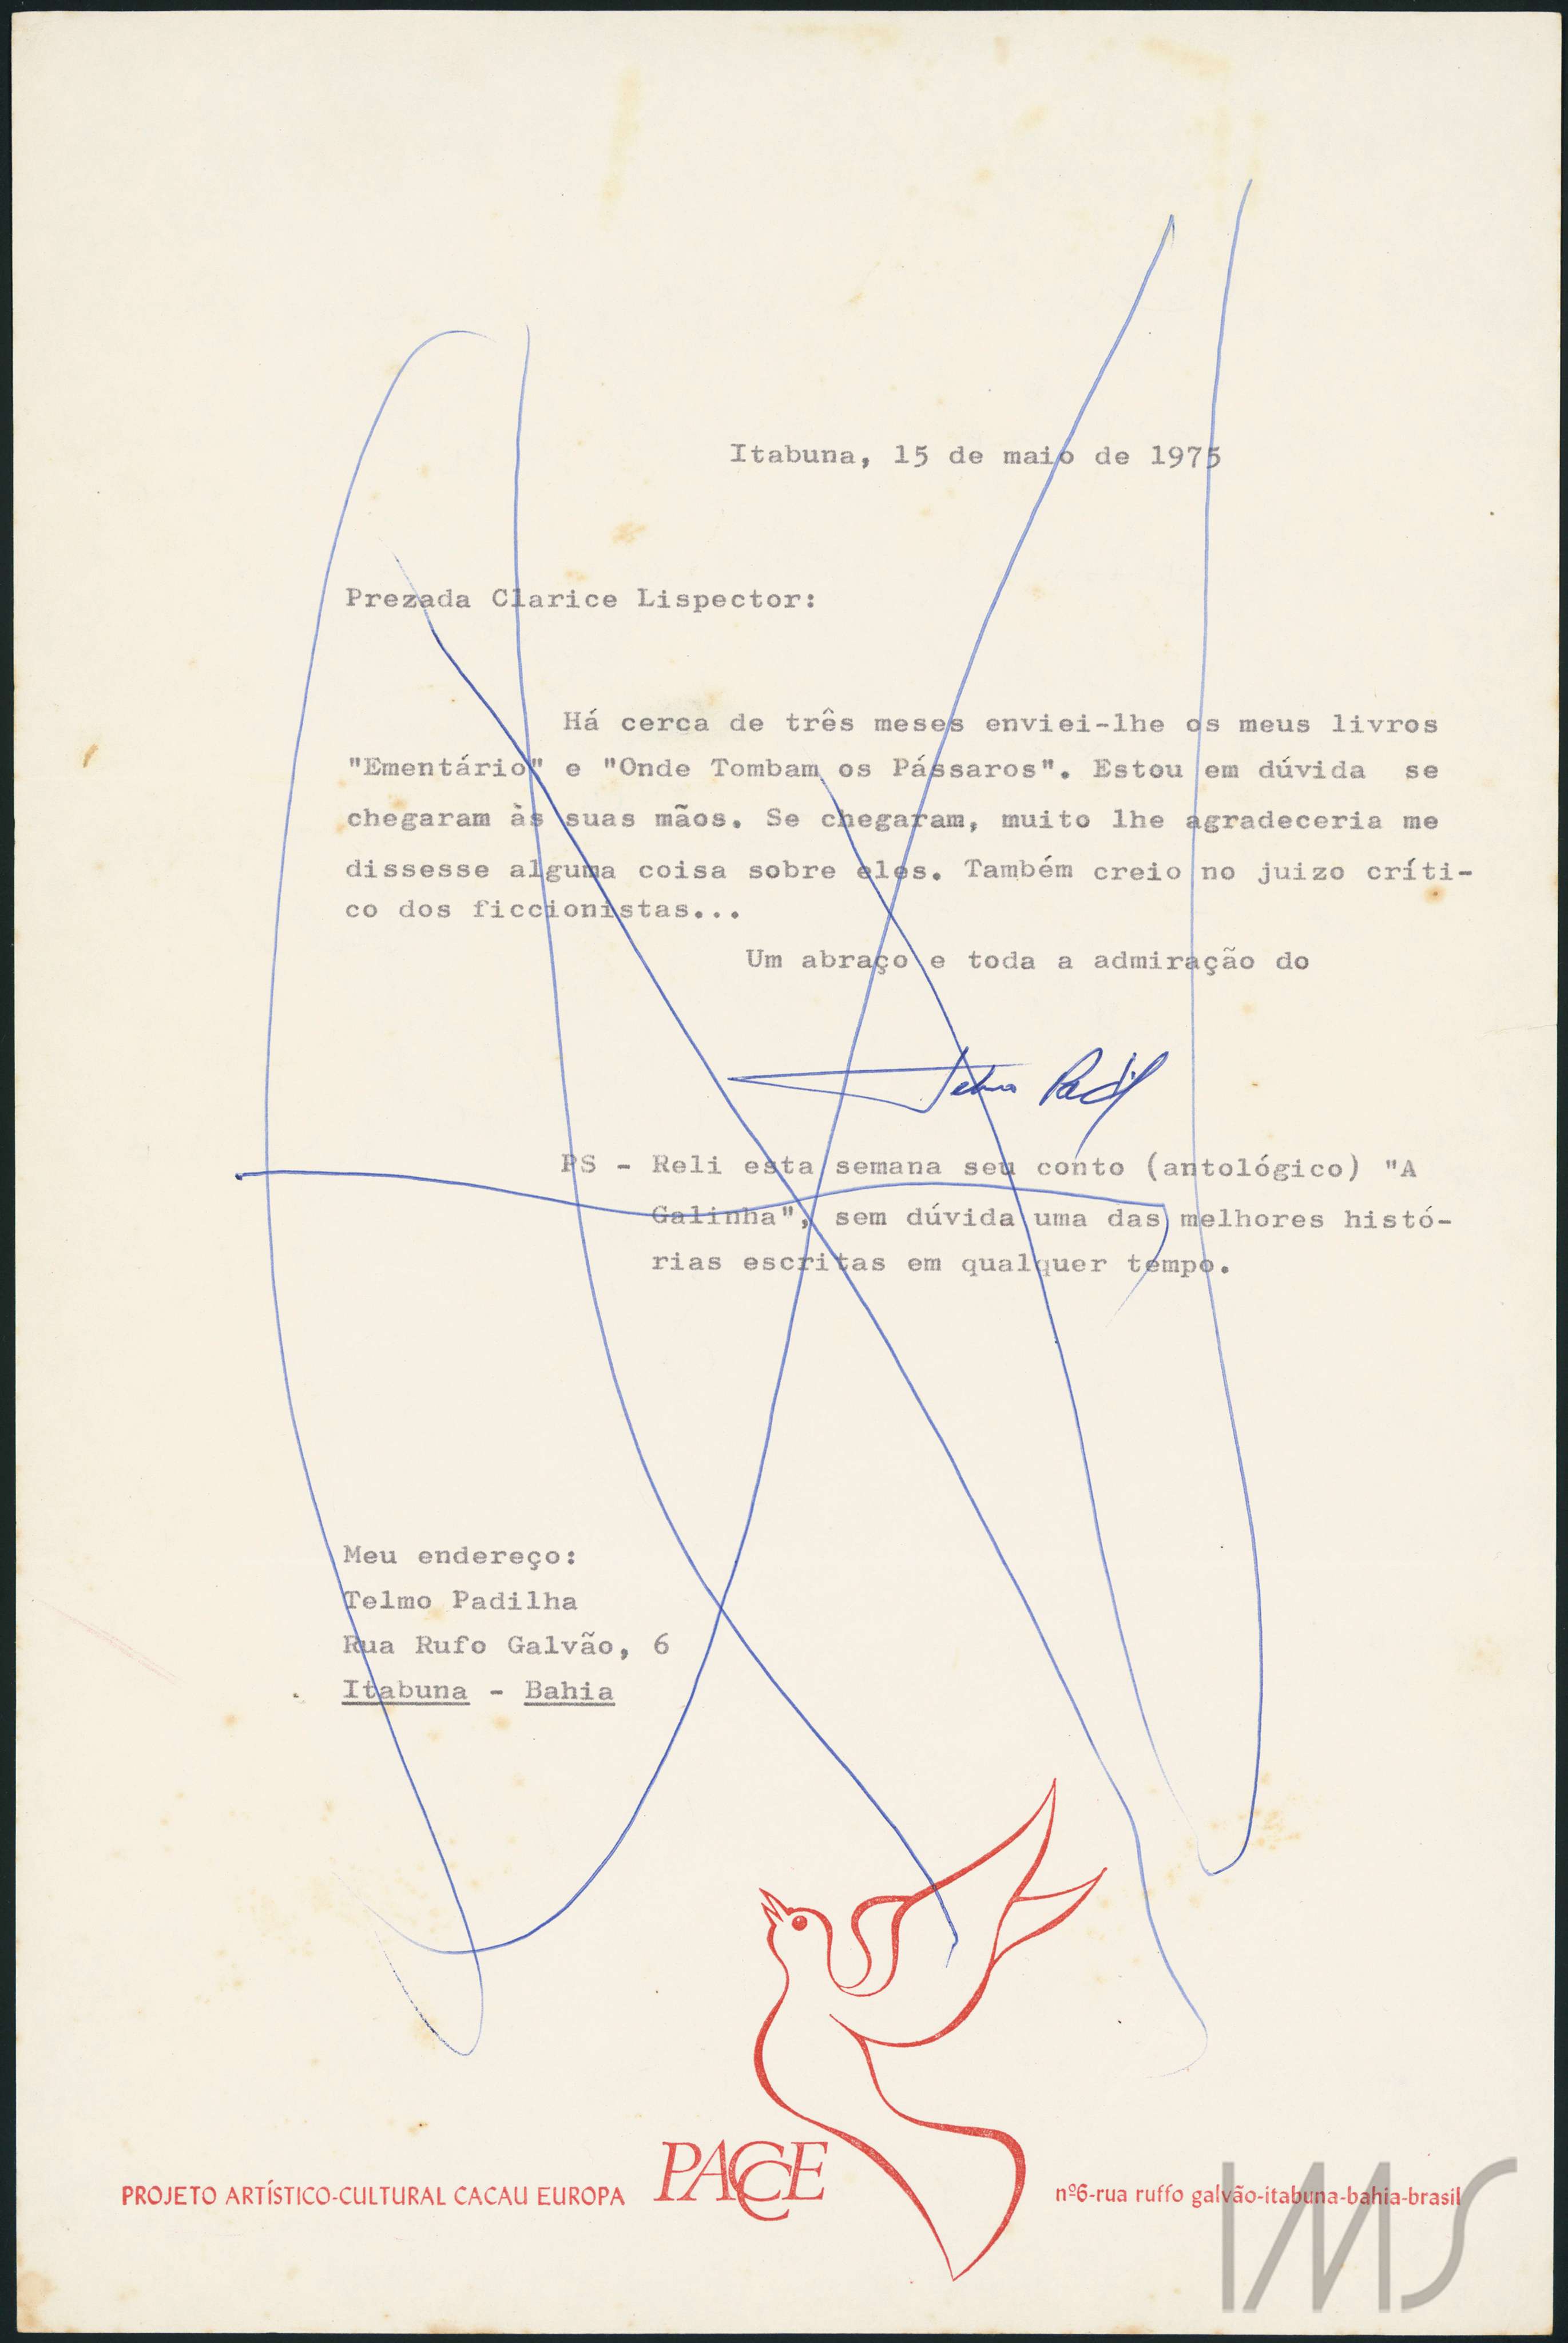 Itabuna, 15 de maio de 1975
Prezada Clarice Lispector:
Há cerca de três meses enviei-lhe os meus livros
"Ementário" e "Onde Tombam os Pássaros". Estou em dúvida se
chegaram às suas mãos. Se chegaram, muito lhe agradeceria me
dissesse alguma coisa sobre eles. Também creio no juizo críti-
co dos ficcionistas...
Um abraço e toda a admiração do
Telmo Padilha
PS - Reli esta semana seu conto (antológico) "A
Galinha", sem dúvida uma das melhores histó-
rias escritas em qualquer tempo.
Meu endereço:
Telmo Padilha
Rua Rufo Galvão, 6
Itabuna - Bahia
PROJETO ARTÍSTICO-CULTURAL CACAU EUROPA PACCE nº6-rua ruffo galvão-itabuna-bahia-brasil
IMS